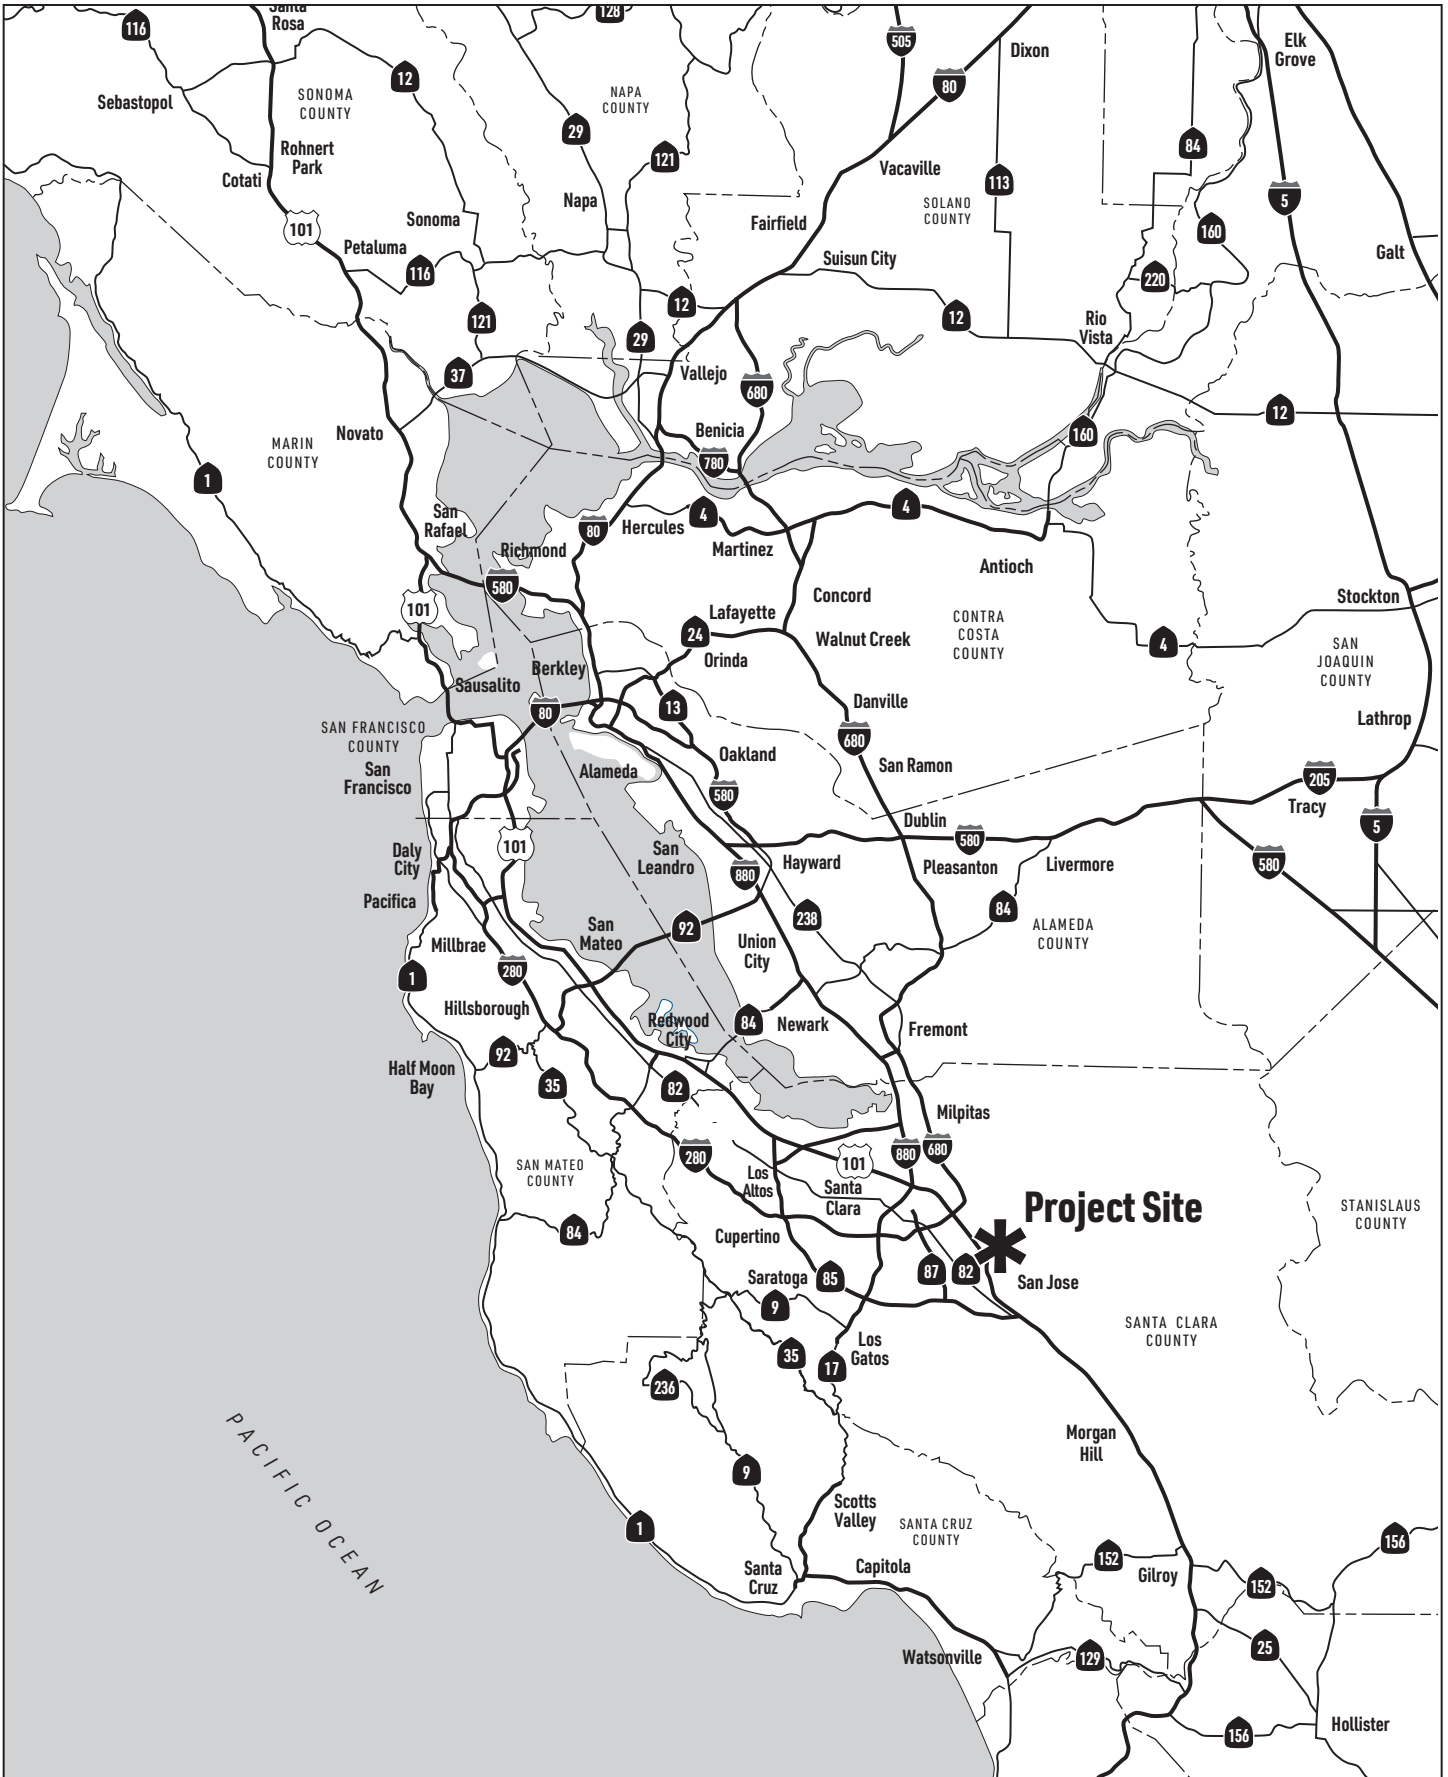 Santa
Rosa
128
116
505
Dixon
Elk
Grove
80
12
Sebastopol
SONOMA
COUNTY
NAPA
COUNTY
29
84
Rohnert
Park
121
Vacaville
113
Cotati
5
Napa
SOLANO
COUNTY
Sonoma
Fairfield
101
160
Petaluma
116
Suisun City
220
Galt
12
121
12
Rio
Vista
29
37
Vallejo
680
12
Novato
Benicia
160
MARIN
COUNTY
780
1
San
Rafael
80
Hercules
4
4
Richmond
Martinez
Antioch
580
101
Concord
Stockton
Lafayette
24
CONTRA
COSTA
COUNTY
Walnut Creek
4
Orinda
SAN
JOAQUIN
COUNTY
Berkley
Sausalito
13
Danville
80
Lathrop
SAN FRANCISCO
COUNTY
680
Oakland
San
Francisco
Alameda
San Ramon
205
580
Tracy
Dublin
5
101
580
Daly
City
San
Leandro
Hayward
Pleasanton
Livermore
580
880
Pacifica
84
238
92
San
Mateo
Union
City
ALAMEDA
COUNTY
Millbrae
1
280
Hillsborough
Redwood
City
84
Newark
Fremont
92
Half Moon
Bay
35
82
Milpitas
280
101
880
680
SAN MATEO
COUNTY
Los
Altos
Santa
Clara
Project Site
STANISLAUS
COUNTY
84
Cupertino
87
82
Saratoga
85
San Jose
9
SANTA CLARA
COUNTY
35
17
Los
Gatos
236
PACIFIC OCEAN
Morgan
Hill
9
Scotts
Valley
1
SANTA CRUZ
COUNTY
156
152
Santa
Cruz
Capitola
Gilroy
152
25
Watsonville
129
156
Hollister